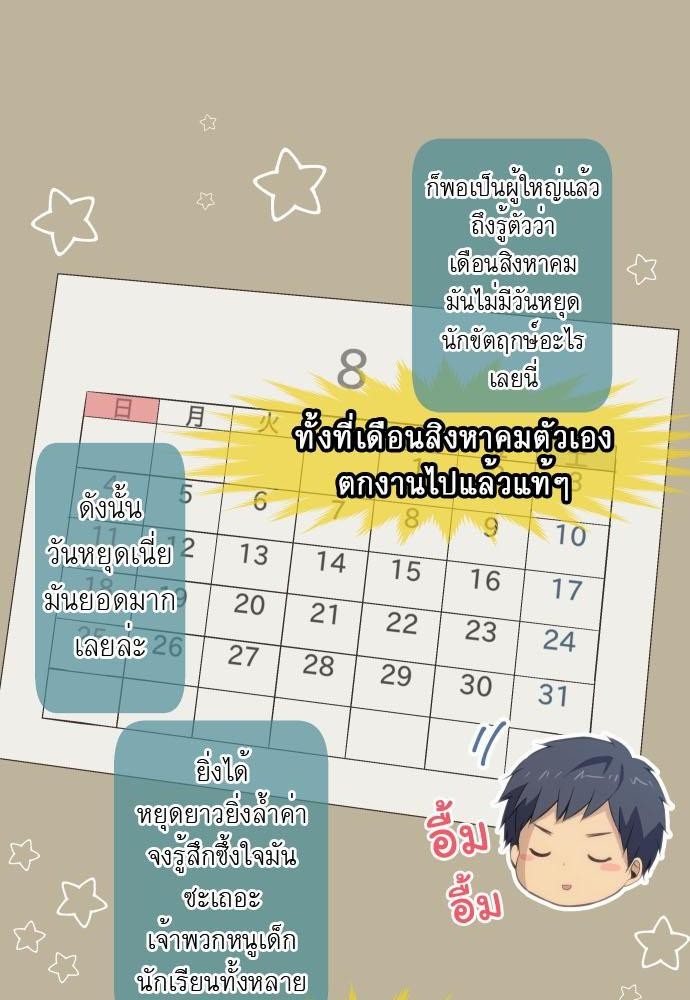 ก็พอเป็นผู้ใหญ่แล้ว
ถึงรู้ตัวว่า
เดือนสิงหาคม
มันไม่มีวันหยุด
นักขัตฤกษ์อะไร
เลยนี่
8
日 月 火
ทั้งที่เดือนสิงหาคมตัวเอง
ตกงานไปแล้วแท้ๆ
1 3
4 5 6 7 8 9 10
11 12 13 14 15 16 17
18 19 20 21 22 23 24
25 26 27 28 29 30 31
ดังนั้น
วันหยุดเนี่ย
มันยอดมาก
เลยล่ะ
ยิ่งได้
หยุดยาวยิ่งล้ำค่า
จงรู้สึกซึ้งใจมัน
ซะเถอะ
เจ้าพวกหนูเด็ก
นักเรียนทั้งหลาย
อื้ม
อื้ม